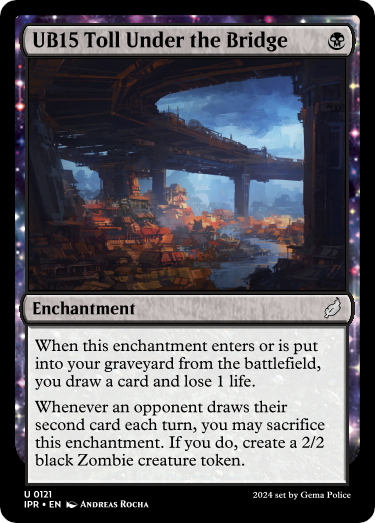 UB15 Toll Under the Bridge
Enchantment
When this enchantment enters or is put
into your graveyard from the battlefield,
you draw a card and lose 1 life.
Whenever an opponent draws their
second card each turn, you may sacrifice
this enchantment. If you do, create a 2/2
black Zombie creature token.
U 0121
IPR • EN Andreas Rocha
2024 set by Gema Police